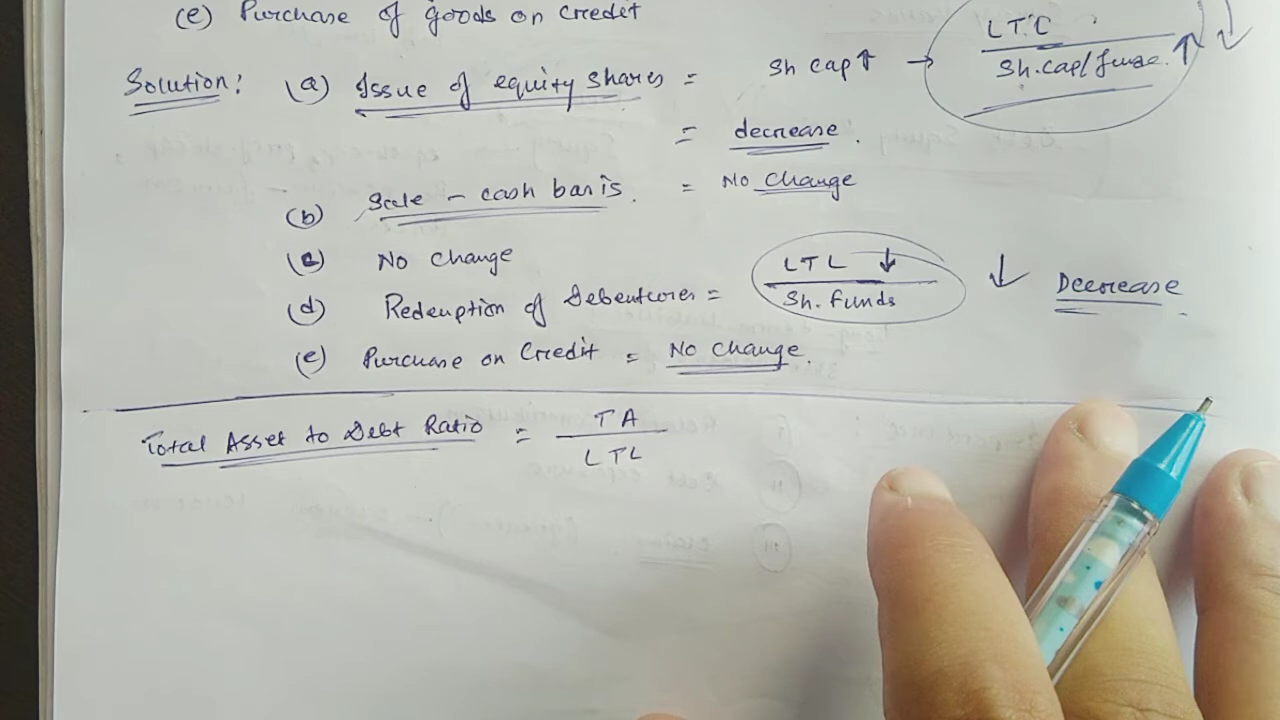 (e) Purchase of goods on credit
Solution: (a) Issue of equity shares = Sh cap↑ → LTL / Sh. cap/ funds ↑ ↓
= decrease.
(b) Sale - cash basis. = No change
(c) No change
(d) Redemption of Debentures = LTL ↓ / Sh. funds ↓ Decrease.
(e) Purchase on Credit = No change.
Total Asset to Debt Ratio = TA / LTL